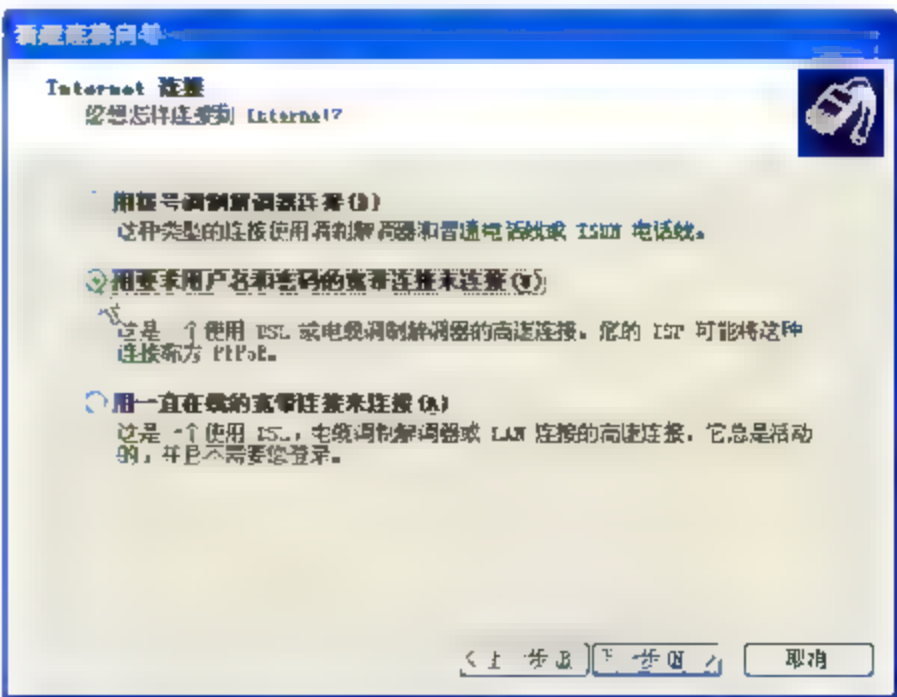 新建连接向导
Internet 连接
您想怎样连接到 Internet?
用拨号调制解调器连接(D)
这种类型的连接使用调制解调器和普通电话线或 ISDN 电话线。
用要求用户名和密码的宽带连接来连接(U)
这是一个使用 DSL 或电缆调制解调器的高速连接。您的 ISP 可能将这种
连接称为 PPPoE。
用一直在线的宽带连接来连接(A)
这是一个使用 DSL，电缆调制解调器或 LAN 连接的高速连接。它总是活动
的，并且不需要您登录。
<上一步(B) 下一步(N)> 取消